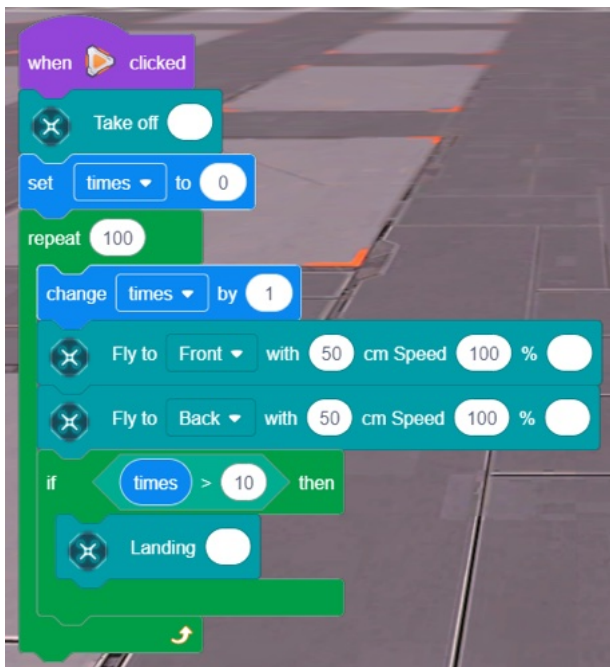 when clicked
Take off
set times to 0
repeat 100
change times by 1
Fly to Front with 50 cm Speed 100 %
Fly to Back with 50 cm Speed 100 %
if times > 10 then
Landing